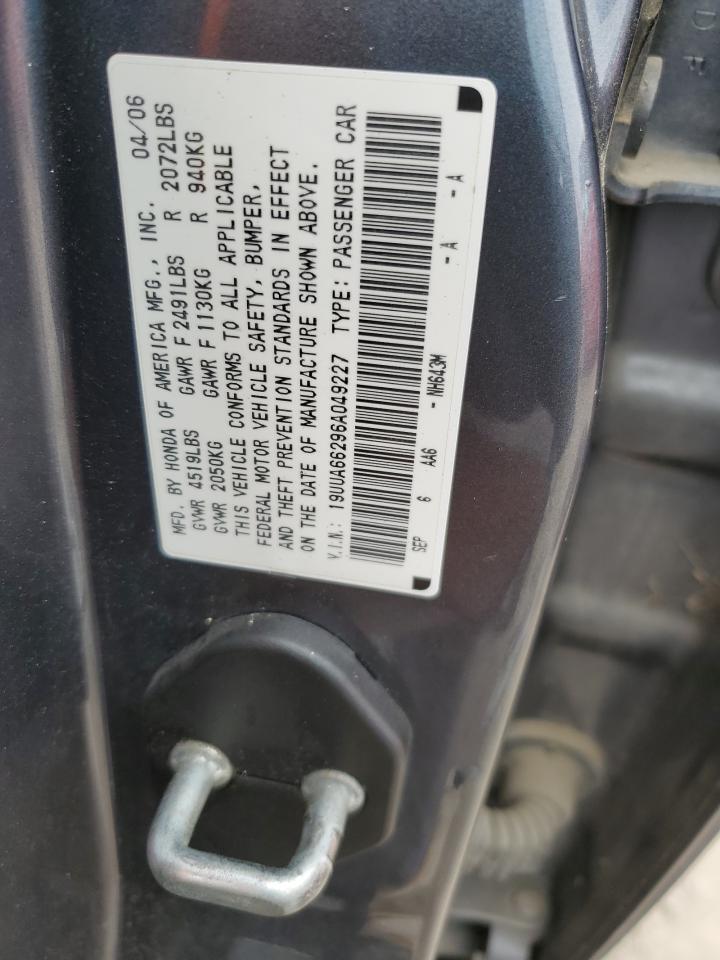 MFD. BY HONDA OF AMERICA MFG., INC. 04/06
GVWR 4519LBS GAWR F 2491LBS R 2072LBS
GVWR 2050KG GAWR F 1130KG R 940KG
THIS VEHICLE CONFORMS TO ALL APPLICABLE
FEDERAL MOTOR VEHICLE SAFETY, BUMPER,
AND THEFT PREVENTION STANDARDS IN EFFECT
ON THE DATE OF MANUFACTURE SHOWN ABOVE.
V.I.N.: 19UUA66296A049227 TYPE: PASSENGER CAR
SEP 6 AA6 - NH643M - A - A